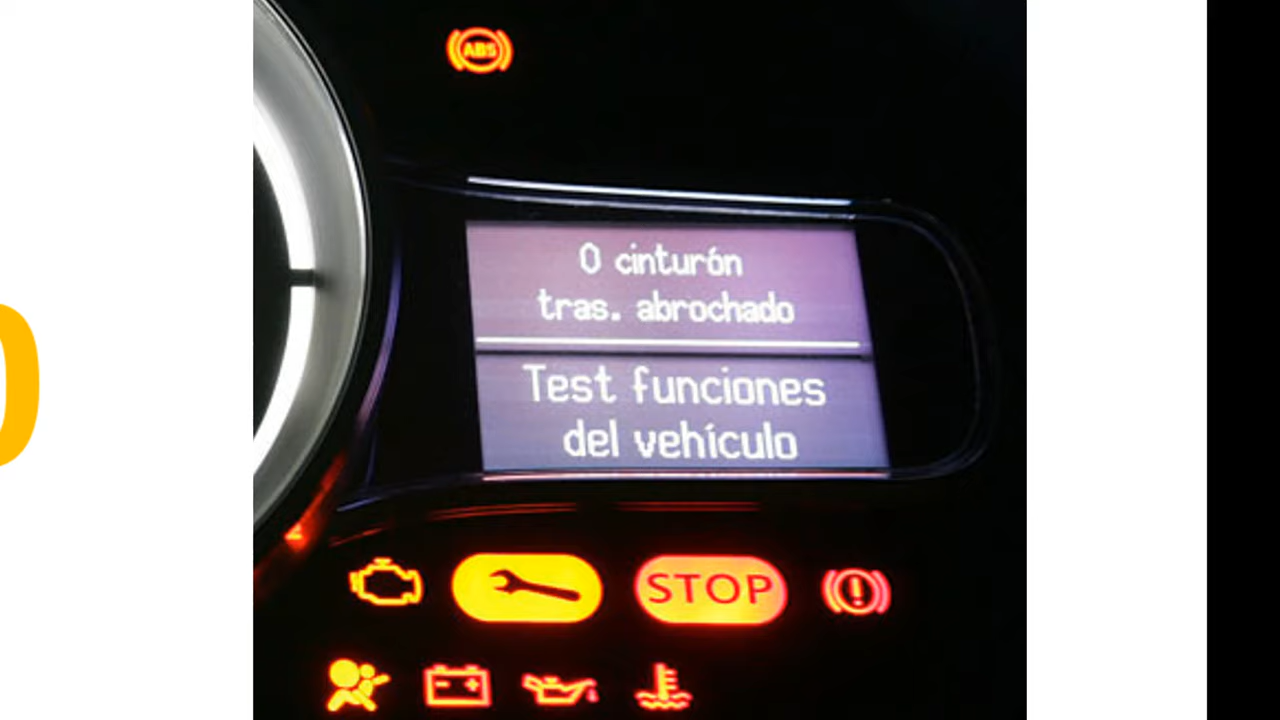 ABS
0 cinturón
tras. abrochado
Test funciones
del vehículo
STOP